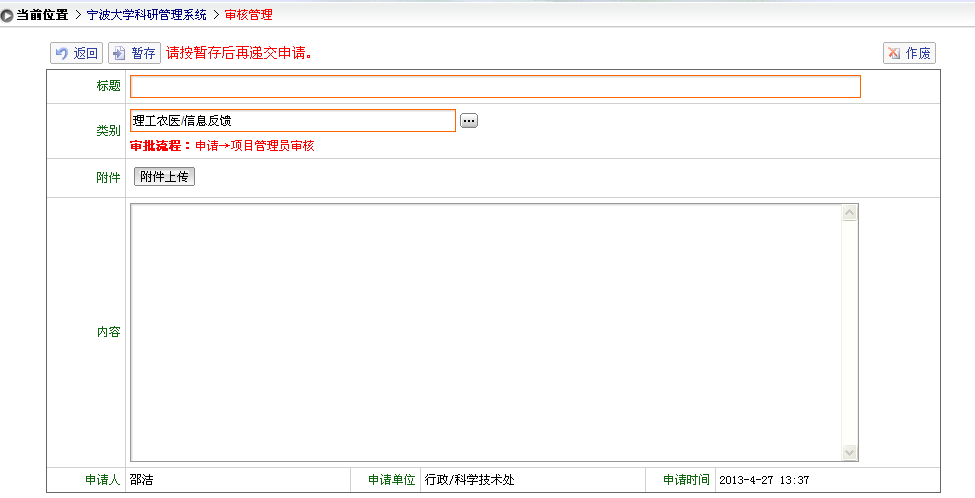 当前位置 > 宁波大学科研管理系统 > 审核管理
返回 暂存 请按暂存后再递交申请。 作废
标题
类别 理工农医/信息反馈 ...
审批流程：申请→项目管理员审核
附件 附件上传
内容
申请人 邵洁 申请单位 行政/科学技术处 申请时间 2013-4-27 13:37